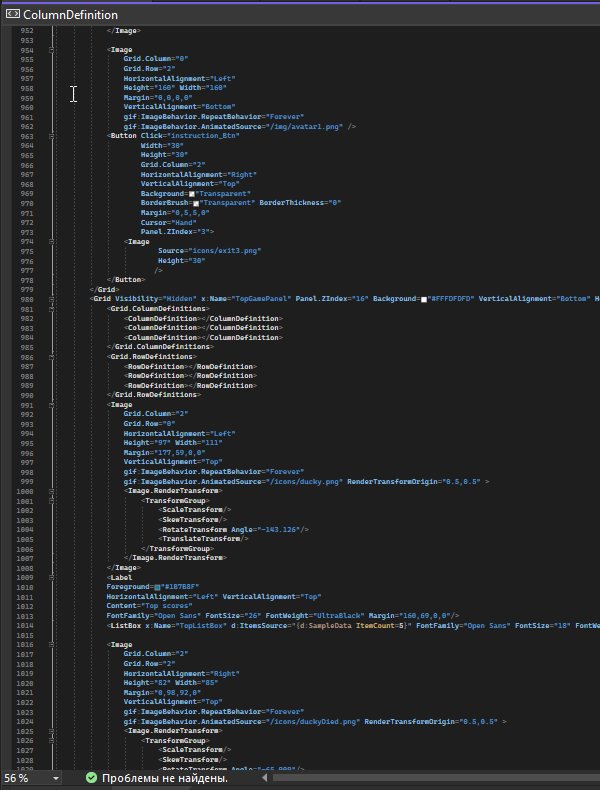 ColumnDefinition
952 </Image>
953
954 <Image
955 Grid.Column="0"
956 Grid.Row="2"
957 HorizontalAlignment="Left"
958 Height="160" Width="160"
959 Margin="0,0,0,0"
960 VerticalAlignment="Bottom"
961 gif:ImageBehavior.RepeatBehavior="Forever"
962 gif:ImageBehavior.AnimatedSource="/img/avatar1.png" />
963 <Button Click="instruction_Btn"
964 Width="30"
965 Height="30"
966 Grid.Column="2"
967 HorizontalAlignment="Right"
968 VerticalAlignment="Top"
969 Background="Transparent"
970 BorderBrush="Transparent" BorderThickness="0"
971 Margin="0,5,5,0"
972 Cursor="Hand"
973 Panel.ZIndex="3">
974 <Image
975 Source="icons/exit3.png"
976 Height="30"
977 />
978 </Button>
979 </Grid>
980 <Grid Visibility="Hidden" x:Name="TopGamePanel" Panel.ZIndex="16" Background="#FFFDFDFD" VerticalAlignment="Bottom" H
981 <Grid.ColumnDefinitions>
982 <ColumnDefinition></ColumnDefinition>
983 <ColumnDefinition></ColumnDefinition>
984 <ColumnDefinition></ColumnDefinition>
985 </Grid.ColumnDefinitions>
986 <Grid.RowDefinitions>
987 <RowDefinition></RowDefinition>
988 <RowDefinition></RowDefinition>
989 <RowDefinition></RowDefinition>
990 </Grid.RowDefinitions>
991 <Image
992 Grid.Column="2"
993 Grid.Row="0"
994 HorizontalAlignment="Left"
995 Height="97" Width="111"
996 Margin="177,59,0,0"
997 VerticalAlignment="Top"
998 gif:ImageBehavior.RepeatBehavior="Forever"
999 gif:ImageBehavior.AnimatedSource="/icons/ducky.png" RenderTransformOrigin="0.5,0.5" >
1000 <Image.RenderTransform>
1001 <TransformGroup>
1002 <ScaleTransform/>
1003 <SkewTransform/>
1004 <RotateTransform Angle="-143.126"/>
1005 <TranslateTransform/>
1006 </TransformGroup>
1007 </Image.RenderTransform>
1008 </Image>
1009 <Label
1010 Foreground="#1B7B8F"
1011 HorizontalAlignment="Left" VerticalAlignment="Top"
1012 Content="Top scores"
1013 FontFamily="Open Sans" FontSize="26" FontWeight="UltraBlack" Margin="160,69,0,0"/>
1014 <ListBox x:Name="TopListBox" d:ItemsSource="{d:SampleData ItemCount=5}" FontFamily="Open Sans" FontSize="18" FontWe
1015
1016 <Image
1017 Grid.Column="2"
1018 Grid.Row="2"
1019 HorizontalAlignment="Right"
1020 Height="82" Width="85"
1021 Margin="0,98,92,0"
1022 VerticalAlignment="Top"
1023 gif:ImageBehavior.RepeatBehavior="Forever"
1024 gif:ImageBehavior.AnimatedSource="/icons/duckyDied.png" RenderTransformOrigin="0.5,0.5" >
1025 <Image.RenderTransform>
1026 <TransformGroup>
1027 <ScaleTransform/>
1028 <SkewTransform/>
56 % Проблемы не найдены.